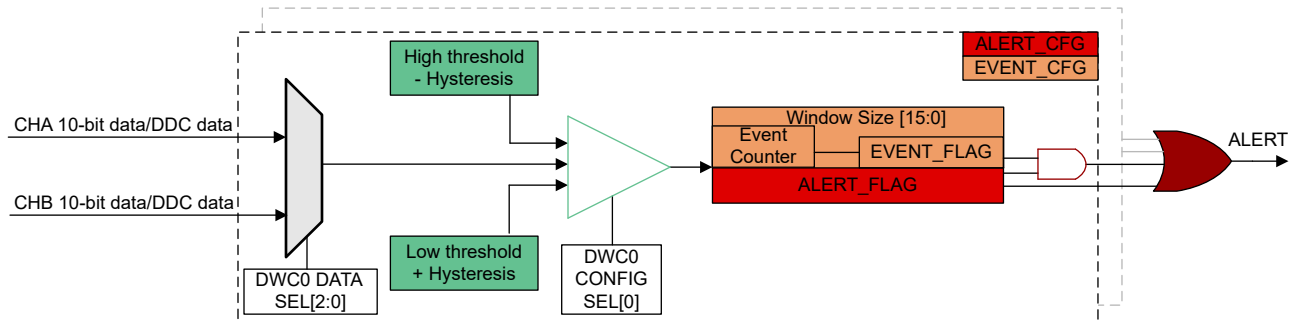 High threshold
- Hysteresis
ALERT_CFG
EVENT_CFG
CHA 10-bit data/DDC data
Window Size [15:0]
Event
Counter
EVENT_FLAG
ALERT_FLAG
ALERT
CHB 10-bit data/DDC data
Low threshold
+ Hysteresis
DWC0 DATA
SEL[2:0]
DWC0
CONFIG
SEL[0]